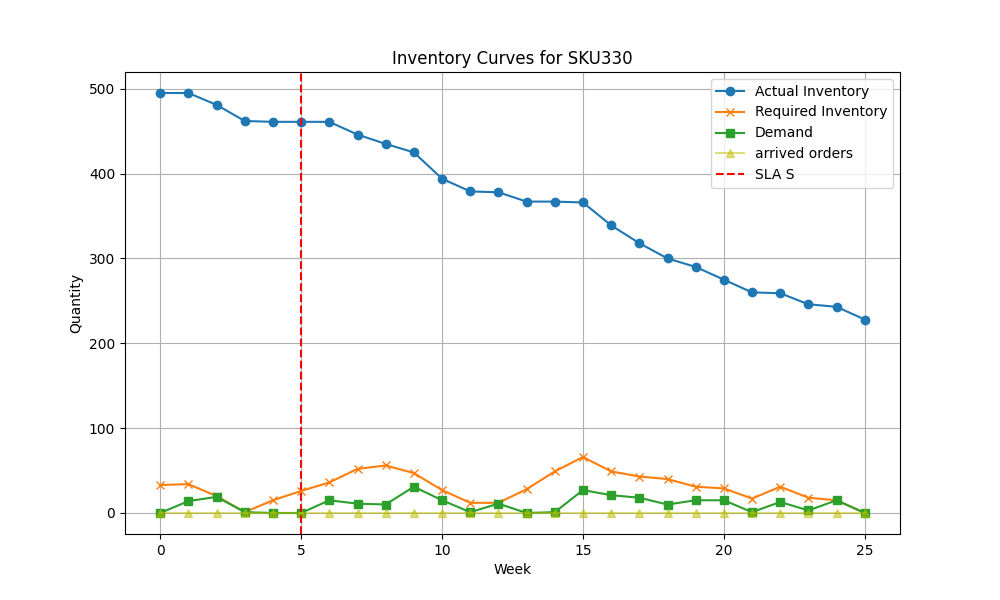 Inventory Curves for SKU330
500
400
300
200
100
0
Quantity
Actual Inventory
Required Inventory
Demand
arrived orders
SLA S
0 5 10 15 20 25
Week